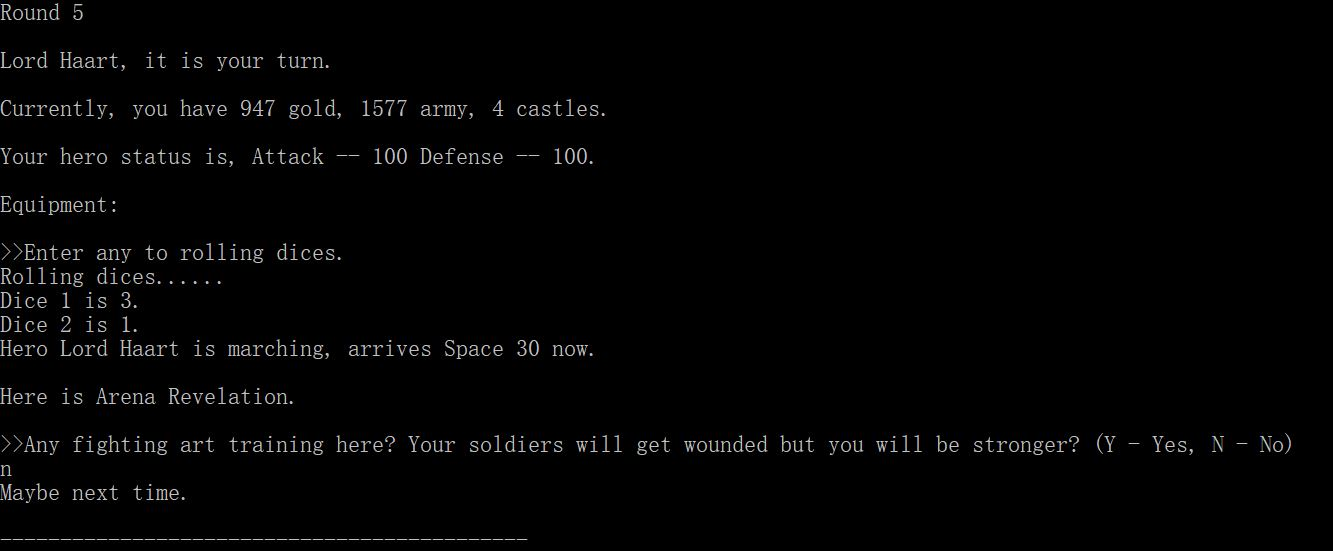 Round 5
Lord Haart, it is your turn.
Currently, you have 947 gold, 1577 army, 4 castles.
Your hero status is, Attack -- 100 Defense -- 100.
Equipment:
>>Enter any to rolling dices.
Rolling dices......
Dice 1 is 3.
Dice 2 is 1.
Hero Lord Haart is marching, arrives Space 30 now.
Here is Arena Revelation.
>>Any fighting art training here? Your soldiers will get wounded but you will be stronger? (Y - Yes, N - No)
n
Maybe next time.
--------------------------------------------